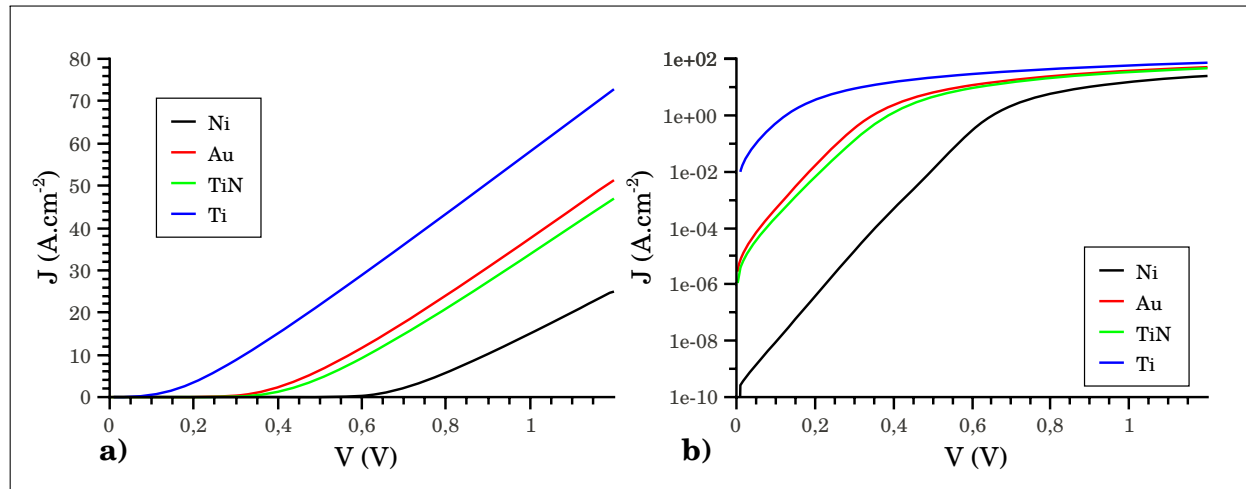 80
70
60
50
40
30
20
10
0
J (A.cm-2)
Ni
Au
TiN
Ti
0
0,2
0,4
0,6
0,8
1
V (V)
a)
1e+02
1e+00
1e-02
1e-04
1e-06
1e-08
1e-10
J (A.cm-2)
Ni
Au
TiN
Ti
0
0,2
0,4
0,6
0,8
1
V (V)
b)